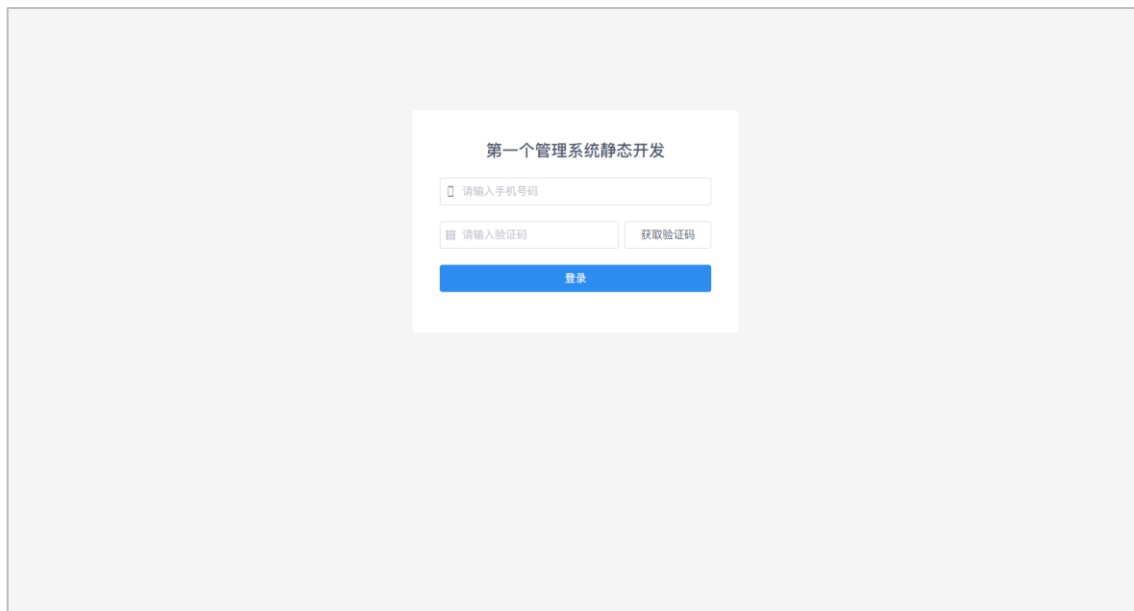 第一个管理系统静态开发
请输入手机号码
请输入验证码 获取验证码
登录